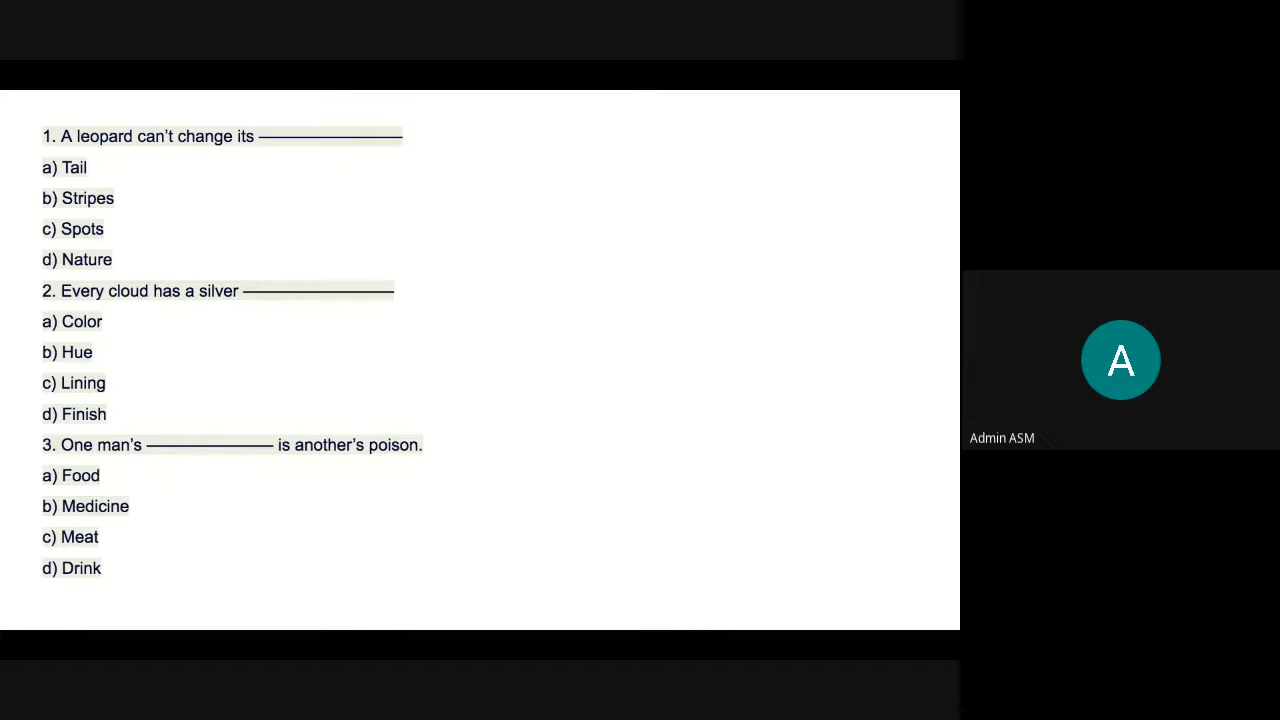 1. A leopard can’t change its ———————————
a) Tail
b) Stripes
c) Spots
d) Nature
2. Every cloud has a silver ———————————
a) Color
b) Hue
c) Lining
d) Finish
3. One man’s ————————— is another’s poison.
a) Food
b) Medicine
c) Meat
d) Drink
A
Admin ASM